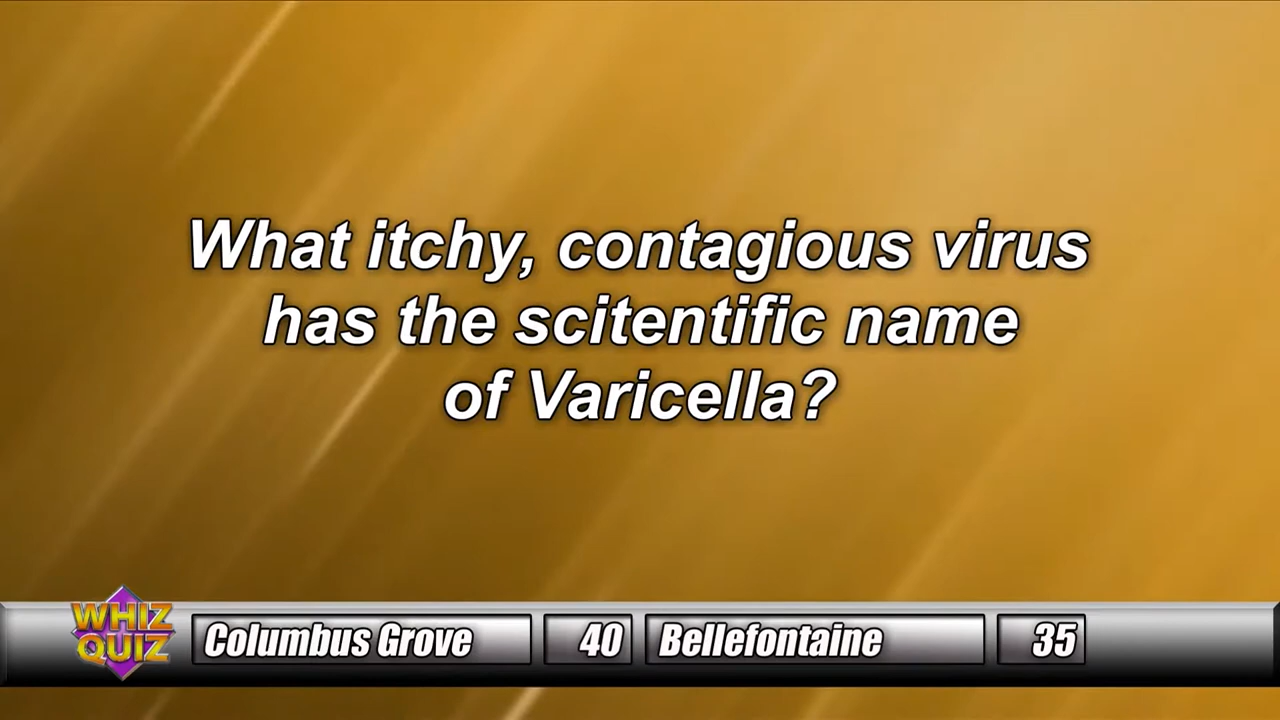 What itchy, contagious virus
has the scitentific name
of Varicella?
WHIZ
QUIZ
Columbus Grove 40 Bellefontaine 35